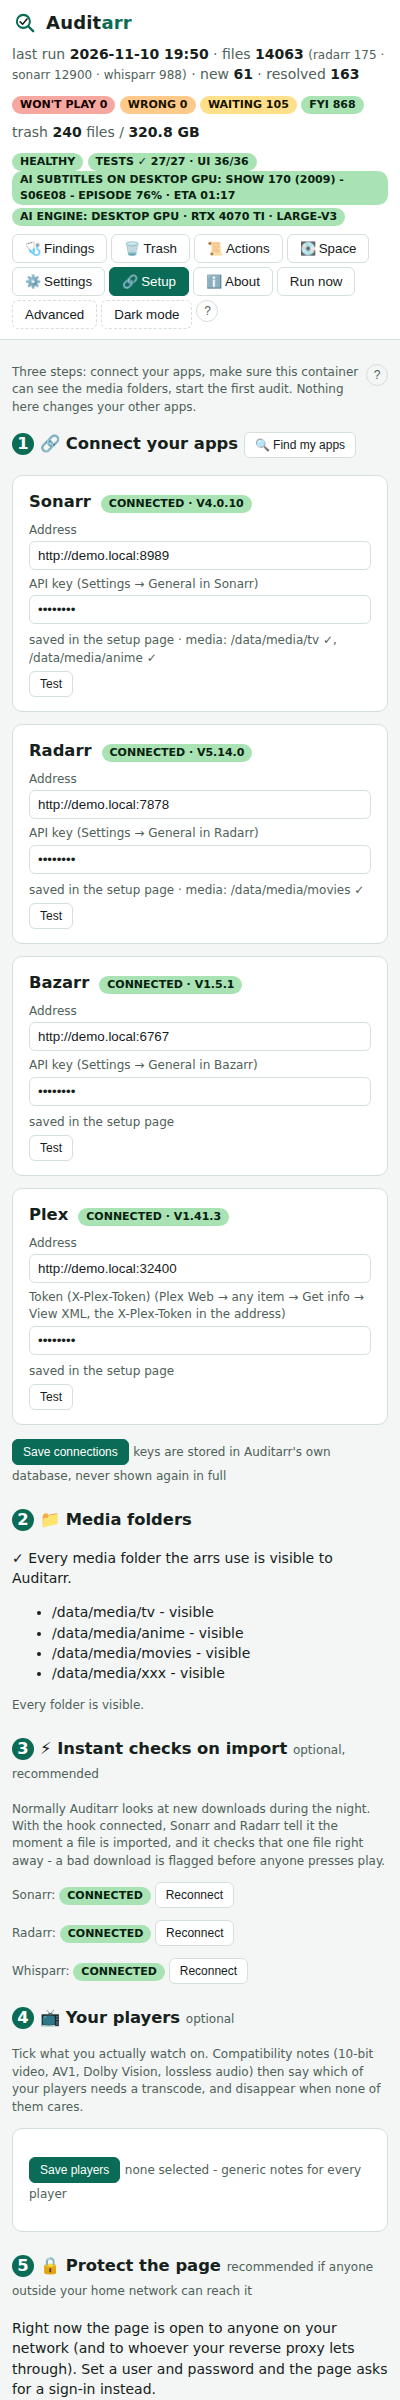 Auditarr
last run 2026-11-10 19:50 · files 14063 (radarr 175 ·
sonarr 12900 · whisparr 988) · new 61 · resolved 163
WON'T PLAY 0 WRONG 0 WAITING 105 FYI 868
trash 240 files / 320.8 GB
HEALTHY TESTS ✓ 27/27 · UI 36/36
AI SUBTITLES ON DESKTOP GPU: SHOW 170 (2009) -
S06E08 - EPISODE 76% · ETA 01:17
AI ENGINE: DESKTOP GPU · RTX 4070 TI · LARGE-V3
🩺 Findings 🗑️ Trash 📜 Actions 💽 Space
⚙️ Settings 🔗 Setup ℹ️ About Run now
Advanced Dark mode ?
Three steps: connect your apps, make sure this container ?
can see the media folders, start the first audit. Nothing
here changes your other apps.
1 🔗 Connect your apps 🔍 Find my apps
Sonarr CONNECTED · V4.0.10
Address
http://demo.local:8989
API key (Settings → General in Sonarr)
••••••••
saved in the setup page · media: /data/media/tv ✓,
/data/media/anime ✓
Test
Radarr CONNECTED · V5.14.0
Address
http://demo.local:7878
API key (Settings → General in Radarr)
••••••••
saved in the setup page · media: /data/media/movies ✓
Test
Bazarr CONNECTED · V1.5.1
Address
http://demo.local:6767
API key (Settings → General in Bazarr)
••••••••
saved in the setup page
Test
Plex CONNECTED · V1.41.3
Address
http://demo.local:32400
Token (X-Plex-Token) (Plex Web → any item → Get info →
View XML, the X-Plex-Token in the address)
••••••••
saved in the setup page
Test
Save connections keys are stored in Auditarr's own
database, never shown again in full
2 📁 Media folders
✓ Every media folder the arrs use is visible to
Auditarr.
• /data/media/tv - visible
• /data/media/anime - visible
• /data/media/movies - visible
• /data/media/xxx - visible
Every folder is visible.
3 ⚡ Instant checks on import optional,
recommended
Normally Auditarr looks at new downloads during the night.
With the hook connected, Sonarr and Radarr tell it the
moment a file is imported, and it checks that one file right
away - a bad download is flagged before anyone presses play.
Sonarr: CONNECTED Reconnect
Radarr: CONNECTED Reconnect
Whisparr: CONNECTED Reconnect
4 📺 Your players optional
Tick what you actually watch on. Compatibility notes (10-bit
video, AV1, Dolby Vision, lossless audio) then say which of
your players needs a transcode, and disappear when none of
them cares.
Save players none selected - generic notes for every
player
5 🔒 Protect the page recommended if anyone
outside your home network can reach it
Right now the page is open to anyone on your
network (and to whoever your reverse proxy lets
through). Set a user and password and the page asks
for a sign-in instead.